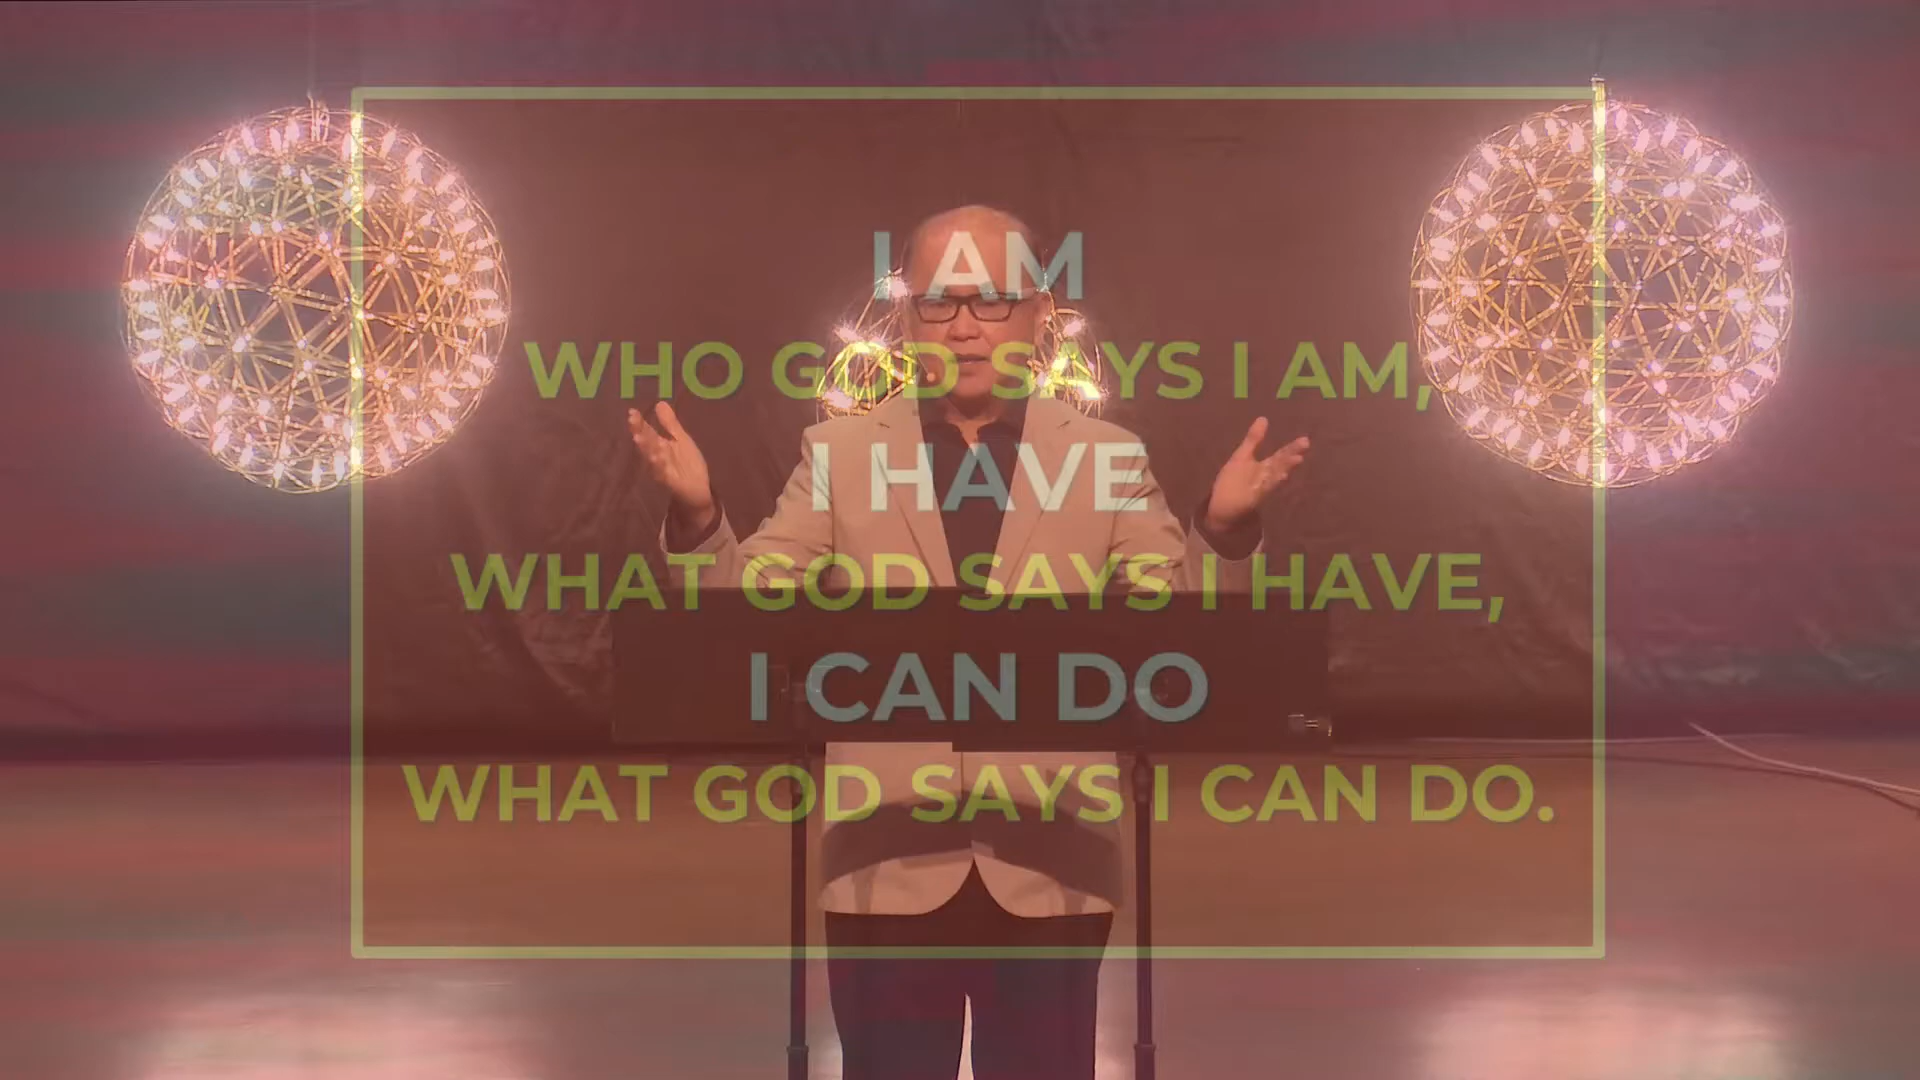 I AM
WHO GOD SAYS I AM,
I HAVE
WHAT GOD SAYS I HAVE,
I CAN DO
WHAT GOD SAYS I CAN DO.